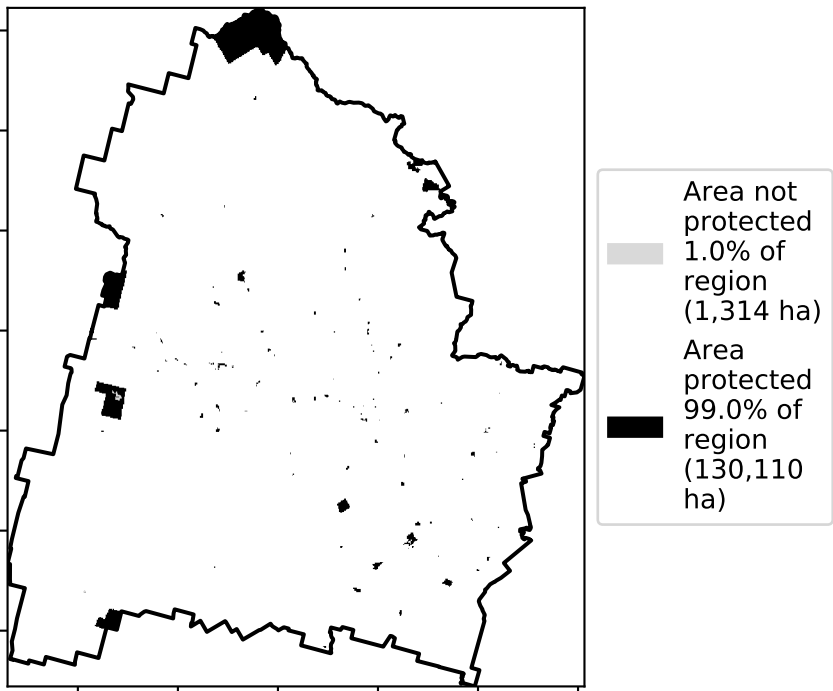 Area not
protected
1.0% of
region
(1,314 ha)
Area
protected
99.0% of
region
(130,110
ha)